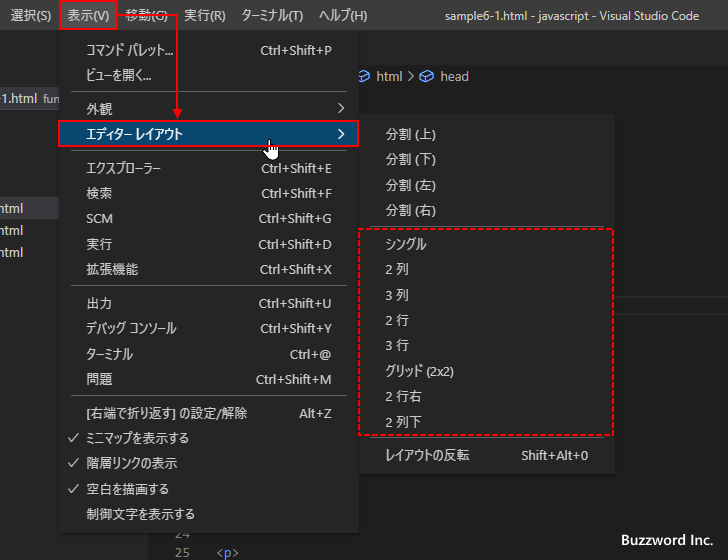 選択(S) 表示(V) 移動(G) 実行(R) ターミナル(T) ヘルプ(H) sample6-1.html - javascript - Visual Studio Code
コマンド パレット... Ctrl+Shift+P
ビューを開く...
html > head
-1.html fun
外観
エディター レイアウト
分割 (上)
分割 (下)
分割 (左)
分割 (右)
エクスプローラー Ctrl+Shift+E
検索 Ctrl+Shift+F
SCM Ctrl+Shift+G
実行 Ctrl+Shift+D
拡張機能 Ctrl+Shift+X
html
html
html
シングル
2 列
3 列
2 行
3 行
グリッド (2x2)
2 行右
2 列下
レイアウトの反転 Shift+Alt+0
出力 Ctrl+Shift+U
デバッグ コンソール Ctrl+Shift+Y
ターミナル Ctrl+@
問題 Ctrl+Shift+M
[右端で折り返す] の設定/解除 Alt+Z
ミニマップを表示する
階層リンクの表示
空白を描画する
制御文字を表示する
24
25 <p>
Buzzword Inc.